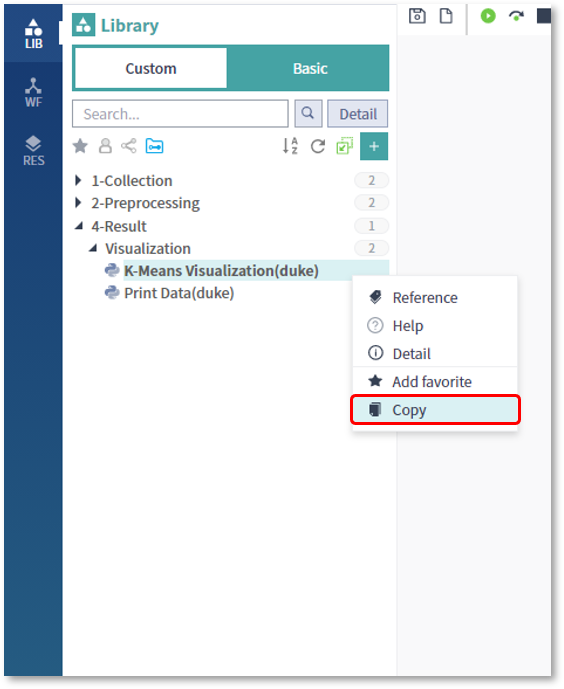 LIB
WF
RES
Library
Custom
Basic
Search...
Detail
1-Collection 2
2-Preprocessing 2
4-Result 1
Visualization 2
K-Means Visualization(duke)
Print Data(duke)
Reference
Help
Detail
Add favorite
Copy